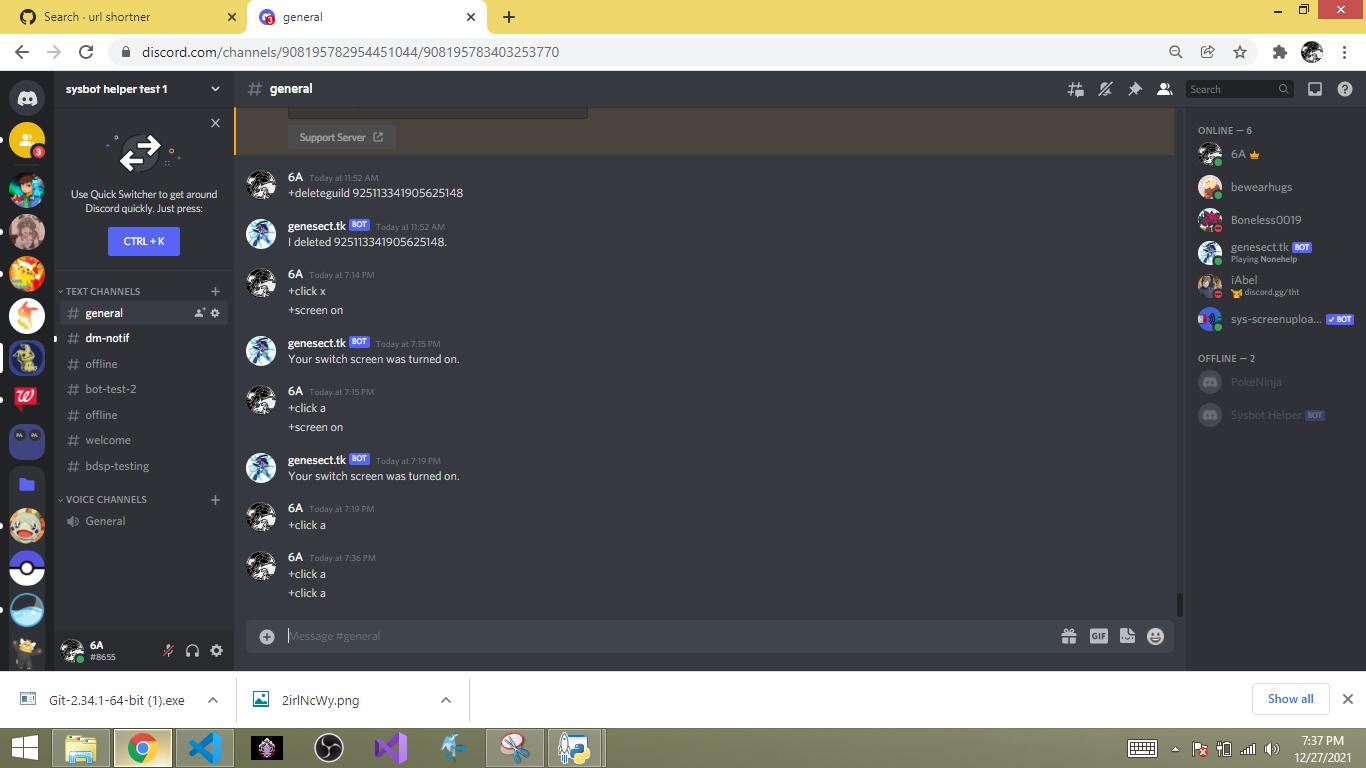 Search · url shortner
general
discord.com/channels/908195782954451044/908195783403253770
sysbot helper test 1
general
Search
Use Quick Switcher to get around
Discord quickly. Just press:
CTRL + K
TEXT CHANNELS
general
dm-notif
offline
bot-test-2
offline
welcome
bdsp-testing
VOICE CHANNELS
General
3
3
PA PA
6A
#8655
Support Server
6A Today at 11:52 AM
+deleteguild 925113341905625148
genesect.tk BOT Today at 11:52 AM
I deleted 925113341905625148.
6A Today at 7:14 PM
+click x
+screen on
genesect.tk BOT Today at 7:15 PM
Your switch screen was turned on.
6A Today at 7:15 PM
+click a
+screen on
genesect.tk BOT Today at 7:19 PM
Your switch screen was turned on.
6A Today at 7:19 PM
+click a
6A Today at 7:36 PM
+click a
+click a
Message #general
GIF
ONLINE — 6
6A
bewearhugs
Boneless0019
genesect.tk BOT
Playing Nonehelp
iAbel
discord.gg/tht
sys-screenuploa... BOT
OFFLINE — 2
PokeNinja
Sysbot Helper BOT
Git-2.34.1-64-bit (1).exe
2irlNcWy.png
Show all
7:37 PM
12/27/2021